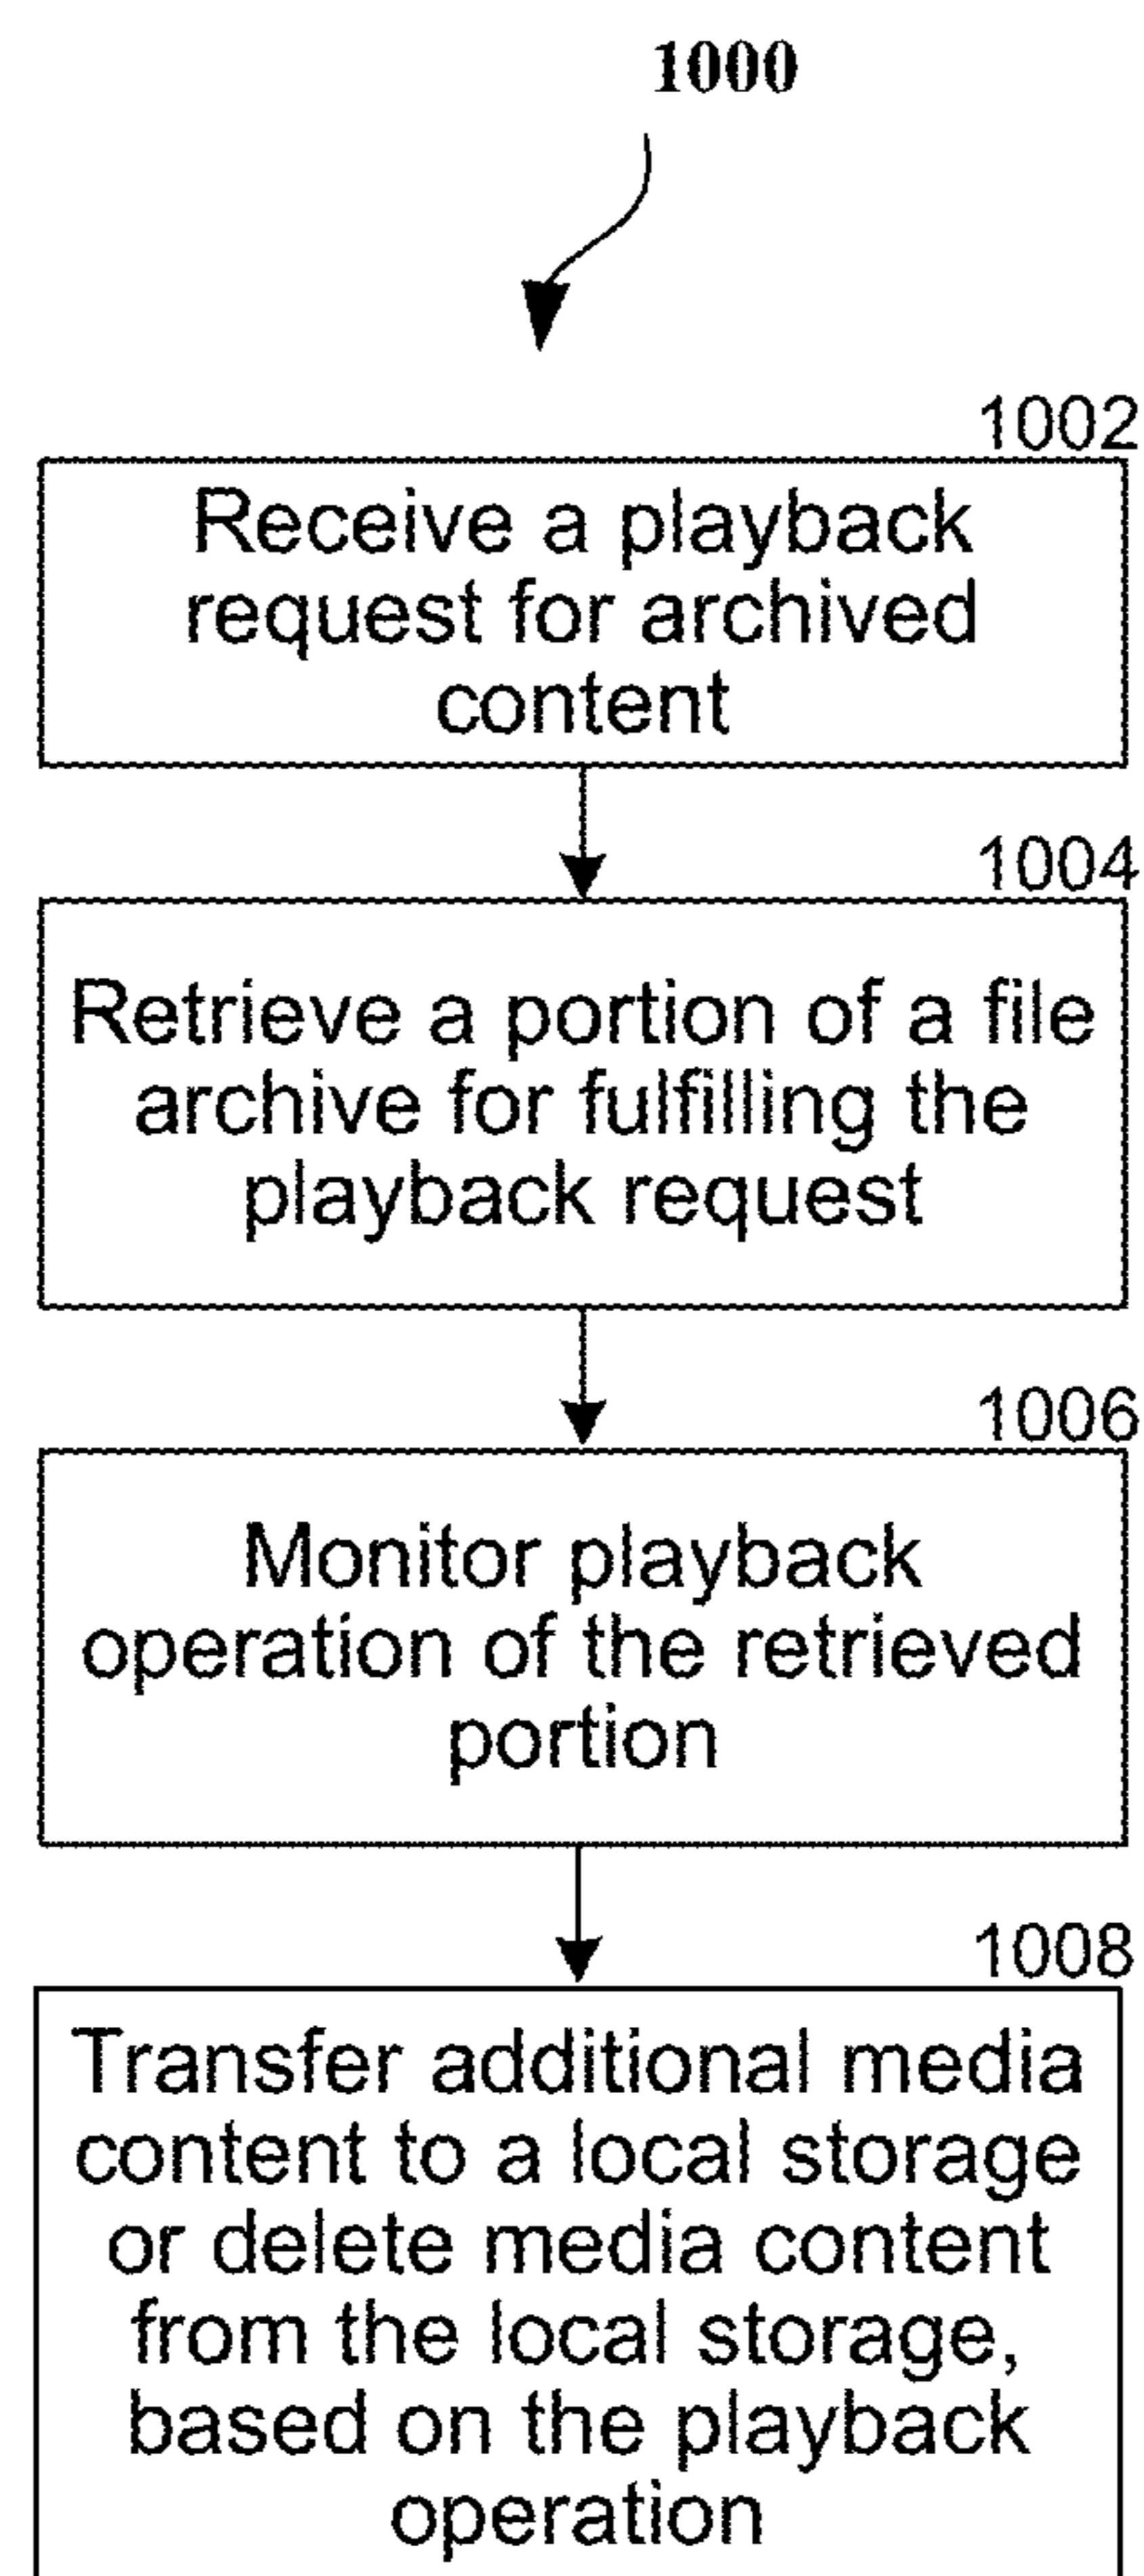 1000
1002
Receive a playback
request for archived
content
1004
Retrieve a portion of a file
archive for fulfilling the
playback request
1006
Monitor playback
operation of the retrieved
portion
1008
Transfer additional media
content to a local storage
or delete media content
from the local storage,
based on the playback
operation